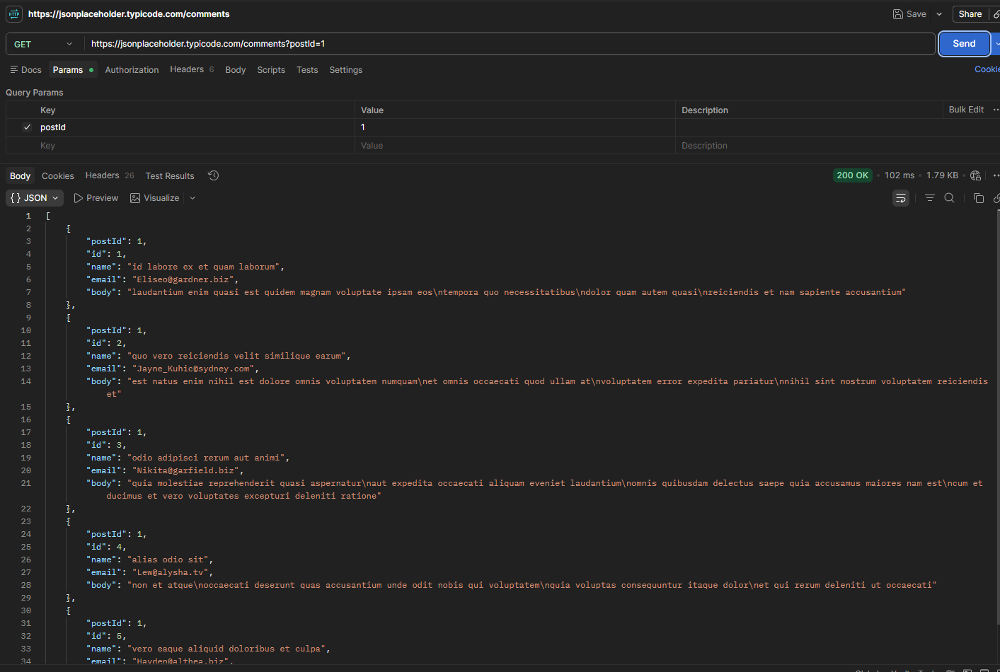 HTTP https://jsonplaceholder.typicode.com/comments Save Share
GET https://jsonplaceholder.typicode.com/comments?postId=1 Send
Docs Params Authorization Headers 6 Body Scripts Tests Settings Cookie
Query Params
Key Value Description Bulk Edit
postId 1
Key Value Description
Body Cookies Headers 26 Test Results 200 OK 102 ms 1.79 KB
{} JSON Preview Visualize
1 [
2 {
3 "postId": 1,
4 "id": 1,
5 "name": "id labore ex et quam laborum",
6 "email": "Eliseo@gardner.biz",
7 "body": "laudantium enim quasi est quidem magnam voluptate ipsam eos\ntempora quo necessitatibus\ndolor quam autem quasi\nreiciendis et nam sapiente accusantium"
8 },
9 {
10 "postId": 1,
11 "id": 2,
12 "name": "quo vero reiciendis velit similique earum",
13 "email": "Jayne_Kuhic@sydney.com",
14 "body": "est natus enim nihil est dolore omnis voluptatem numquam\net omnis occaecati quod ullam at\nvoluptatem error expedita pariatur\nnihil sint nostrum voluptatem reiciendis
et"
15 },
16 {
17 "postId": 1,
18 "id": 3,
19 "name": "odio adipisci rerum aut animi",
20 "email": "Nikita@garfield.biz",
21 "body": "quia molestiae reprehenderit quasi aspernatur\naut expedita occaecati aliquam eveniet laudantium\nomnis quibusdam delectus saepe quia accusamus maiores nam est\ncum et
ducimus et vero voluptates excepturi deleniti ratione"
22 },
23 {
24 "postId": 1,
25 "id": 4,
26 "name": "alias odio sit",
27 "email": "Lew@alysha.tv",
28 "body": "non et atque\noccaecati deserunt quas accusantium unde odit nobis qui voluptatem\nquia voluptas consequuntur itaque dolor\net qui rerum deleniti ut occaecati"
29 },
30 {
31 "postId": 1,
32 "id": 5,
33 "name": "vero eaque aliquid doloribus et culpa",
34 "email": "Hayden@althea.biz",